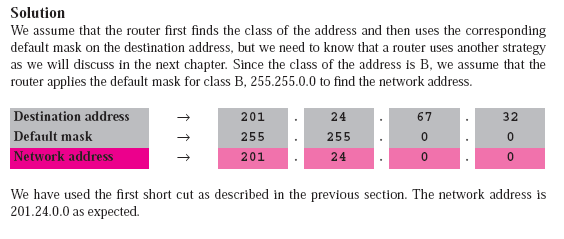 Solution
We assume that the router first finds the class of the address and then uses the corresponding
default mask on the destination address, but we need to know that a router uses another strategy
as we will discuss in the next chapter. Since the class of the address is B, we assume that the
router applies the default mask for class B, 255.255.0.0 to find the network address.
Destination address → 201 . 24 . 67 . 32
Default mask → 255 . 255 . 0 . 0
Network address → 201 . 24 . 0 . 0
We have used the first short cut as described in the previous section. The network address is
201.24.0.0 as expected.